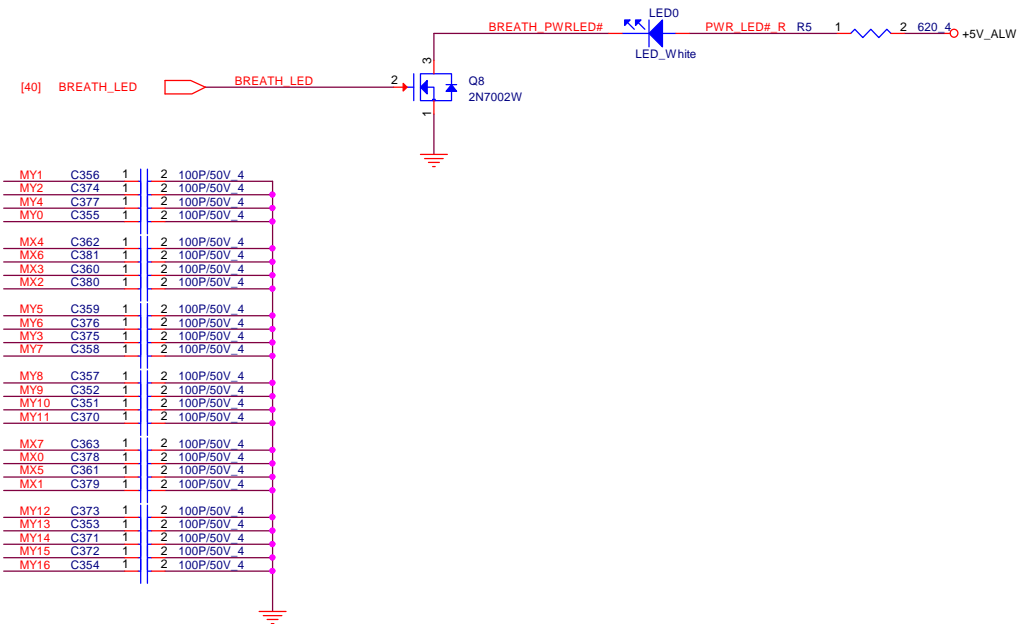 LED0
BREATH_PWRLED# PWR_LED#_R R5 1 2 620_4 +5V_ALW
LED_White
3
[40] BREATH_LED BREATH_LED 2 Q8
2N7002W
1
MY1 C356 1 2 100P/50V_4
MY2 C374 1 2 100P/50V_4
MY4 C377 1 2 100P/50V_4
MY0 C355 1 2 100P/50V_4
MX4 C362 1 2 100P/50V_4
MX6 C381 1 2 100P/50V_4
MX3 C360 1 2 100P/50V_4
MX2 C380 1 2 100P/50V_4
MY5 C359 1 2 100P/50V_4
MY6 C376 1 2 100P/50V_4
MY3 C375 1 2 100P/50V_4
MY7 C358 1 2 100P/50V_4
MY8 C357 1 2 100P/50V_4
MY9 C352 1 2 100P/50V_4
MY10 C351 1 2 100P/50V_4
MY11 C370 1 2 100P/50V_4
MX7 C363 1 2 100P/50V_4
MX0 C378 1 2 100P/50V_4
MX5 C361 1 2 100P/50V_4
MX1 C379 1 2 100P/50V_4
MY12 C373 1 2 100P/50V_4
MY13 C353 1 2 100P/50V_4
MY14 C371 1 2 100P/50V_4
MY15 C372 1 2 100P/50V_4
MY16 C354 1 2 100P/50V_4